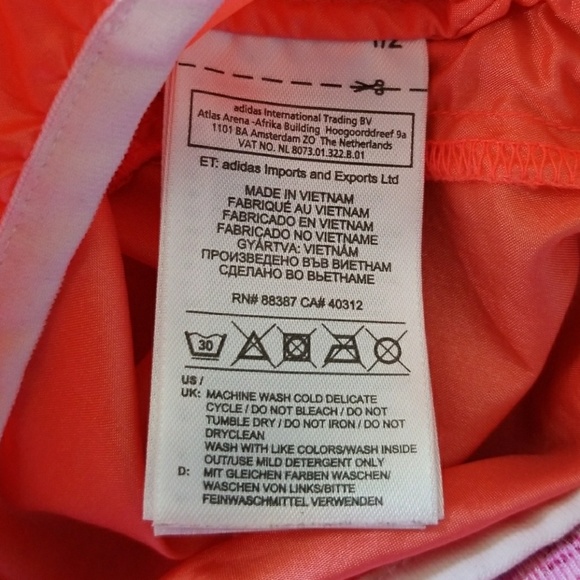 1/2
adidas International Trading BV
Atlas Arena -Afrika Building Hoogoorddreef 9a
1101 BA Amsterdam ZO The Netherlands
VAT NO. NL 8073.01.322.B.01
ET: adidas Imports and Exports Ltd
MADE IN VIETNAM
FABRIQUÉ AU VIETNAM
FABRICADO EN VIETNAM
FABRICADO NO VIETNAME
GYÁRTVA: VIETNÁM
ПРОИЗВЕДЕНО ВЪВ ВИЕТНАМ
СДЕЛАНО ВО ВЬЕТНАМЕ
RN# 88387 CA# 40312
30
US /
UK: MACHINE WASH COLD DELICATE
CYCLE / DO NOT BLEACH / DO NOT
TUMBLE DRY / DO NOT IRON / DO NOT
DRYCLEAN
WASH WITH LIKE COLORS/WASH INSIDE
OUT/USE MILD DETERGENT ONLY
D: MIT GLEICHEN FARBEN WASCHEN/
WASCHEN VON LINKS/BITTE
FEINWASCHMITTEL VERWENDEN